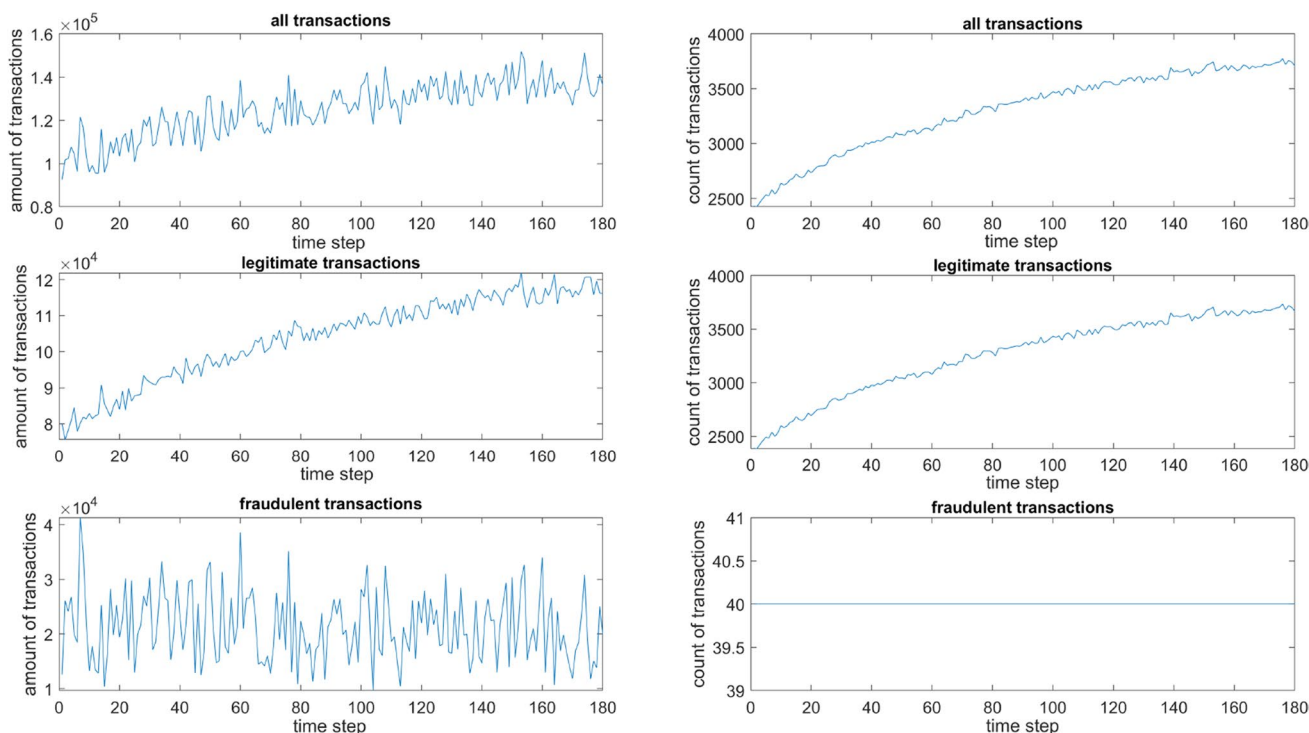 all transactions
×10^5
amount of transactions
1.6
1.4
1.2
1
0.8
0 20 40 60 80 100 120 140 160 180
time step
all transactions
count of transactions
4000
3500
3000
2500
0 20 40 60 80 100 120 140 160 180
time step
legitimate transactions
×10^4
amount of transactions
12
11
10
9
8
0 20 40 60 80 100 120 140 160 180
time step
legitimate transactions
count of transactions
4000
3500
3000
2500
0 20 40 60 80 100 120 140 160 180
time step
fraudulent transactions
×10^4
amount of transactions
4
3
2
1
0 20 40 60 80 100 120 140 160 180
time step
fraudulent transactions
count of transactions
41
40.5
40
39.5
39
0 20 40 60 80 100 120 140 160 180
time step